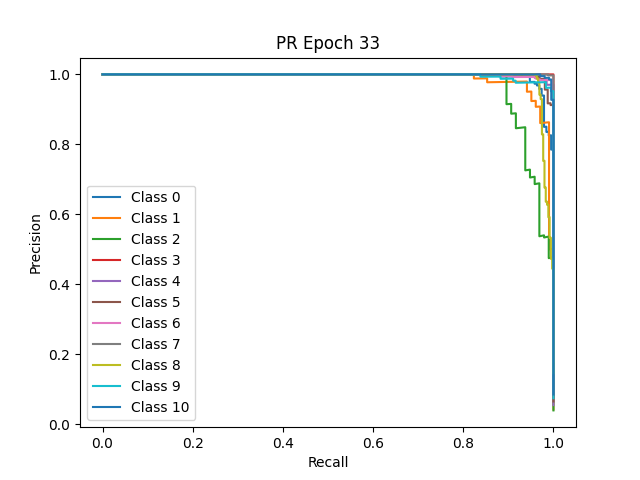 PR Epoch 33
1.0
0.8
0.6
0.4
0.2
0.0
Precision
Class 0
Class 1
Class 2
Class 3
Class 4
Class 5
Class 6
Class 7
Class 8
Class 9
Class 10
0.0 0.2 0.4 0.6 0.8 1.0
Recall